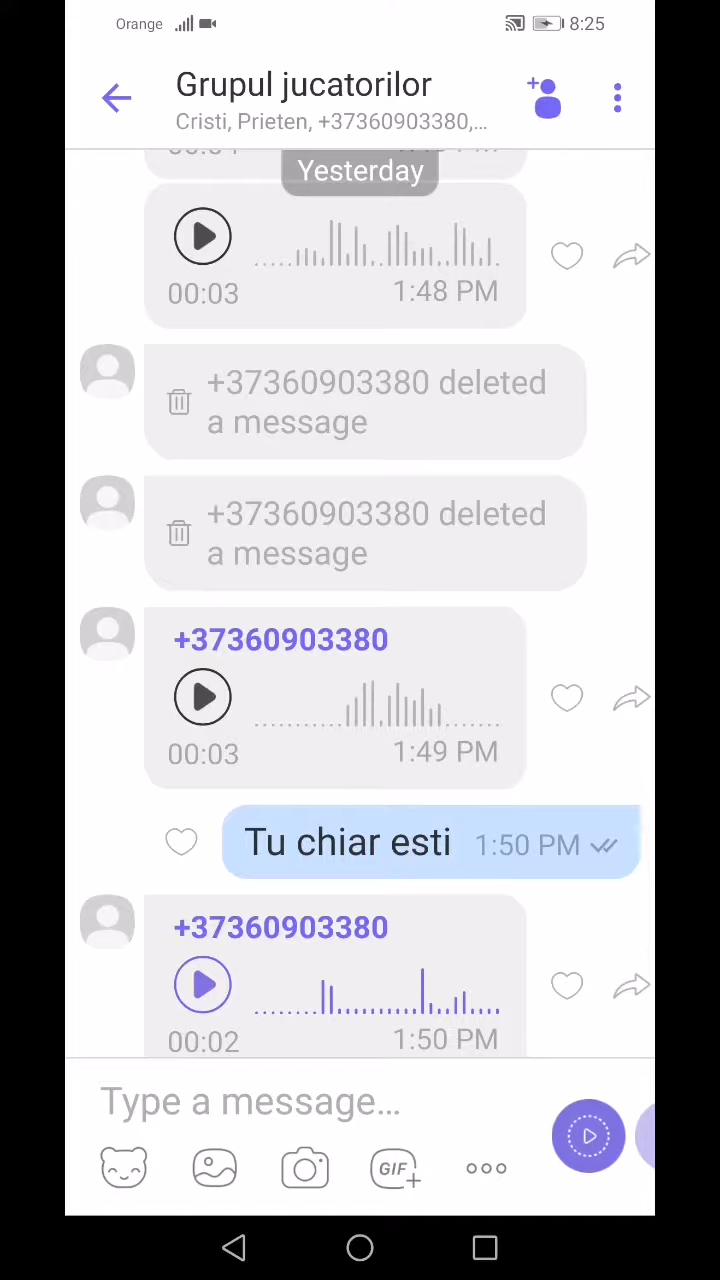 Orange 8:25
Grupul jucatorilor
Cristi, Prieten, +37360903380,...
Yesterday
00:03 1:48 PM
+37360903380 deleted
a message
+37360903380 deleted
a message
+37360903380
00:03 1:49 PM
Tu chiar esti 1:50 PM
+37360903380
00:02 1:50 PM
Type a message...
GIF